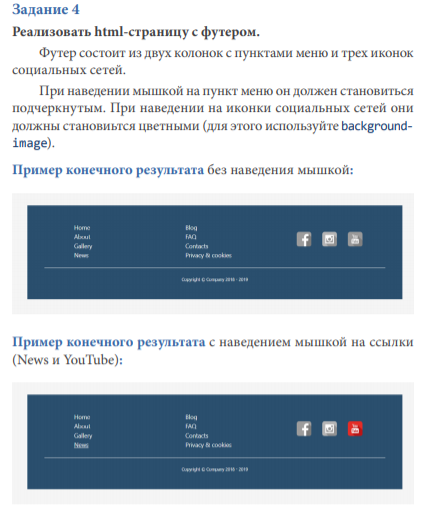 Задание 4
Реализовать html-страницу с футером.
Футер состоит из двух колонок с пунктами меню и трех иконок
социальных сетей.
При наведении мышкой на пункт меню он должен становиться
подчеркнутым. При наведении на иконки социальных сетей они
должны становиться цветными (для этого используйте background-
image).
Пример конечного результата без наведения мышкой:
Home Blog
About FAQ
Gallery Contacts
News Privacy & cookies
Copyright © Company 2016 - 2019
Пример конечного результата с наведением мышкой на ссылки
(News и YouTube):
Home Blog
About FAQ
Gallery Contacts
News Privacy & cookies
Copyright © Company 2016 - 2019